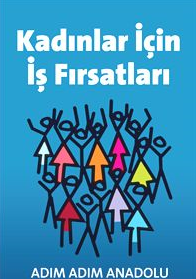 Kadınlar İçin
İş Fırsatları
ADIM ADIM ANADOLU